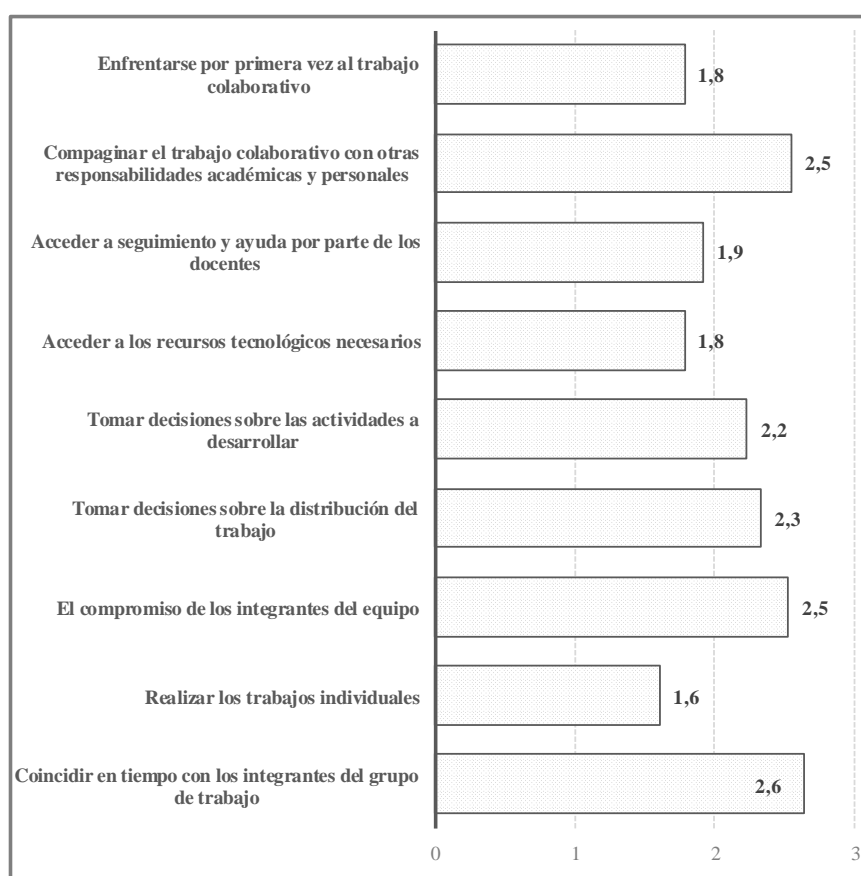 Enfrentarse por primera vez al trabajo
colaborativo
1,8
Compaginar el trabajo colaborativo con otras
responsabilidades académicas y personales
2,5
Acceder a seguimiento y ayuda por parte de los
docentes
1,9
Acceder a los recursos tecnológicos necesarios
1,8
Tomar decisiones sobre las actividades a
desarrollar
2,2
Tomar decisiones sobre la distribución del
trabajo
2,3
El compromiso de los integrantes del equipo
2,5
Realizar los trabajos individuales
1,6
Coincidir en tiempo con los integrantes del grupo
de trabajo
2,6
0 1 2 3